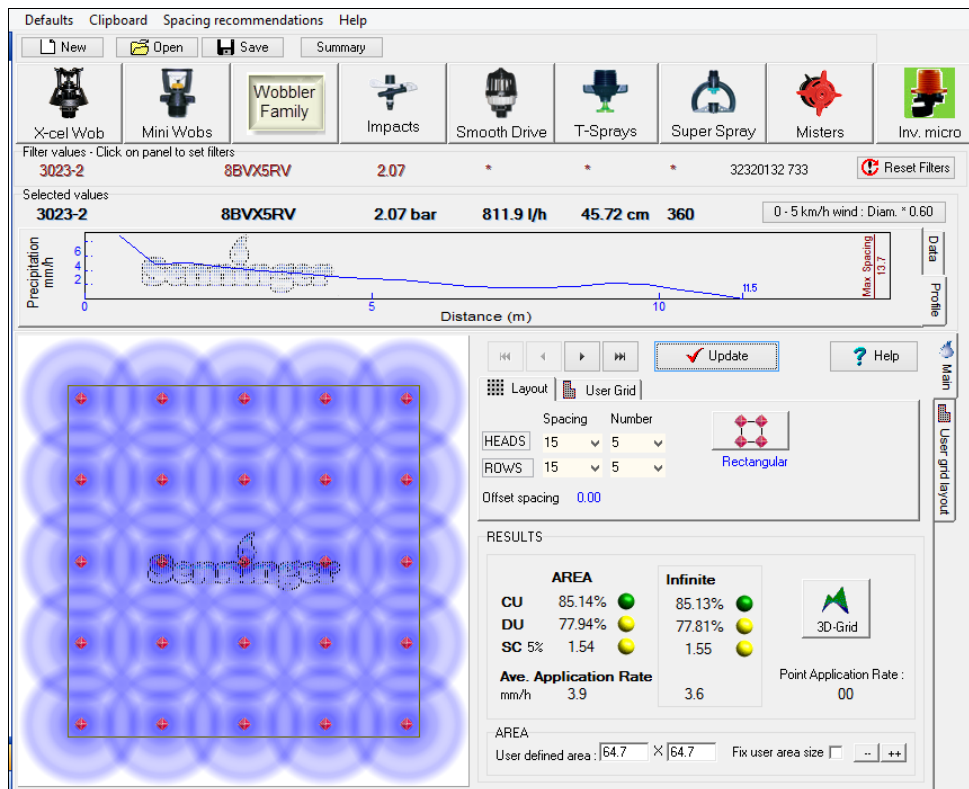 Defaults Clipboard Spacing recommendations Help
New Open Save Summary
X-cel Wob Mini Wobs Wobbler Family Impacts Smooth Drive T-Sprays Super Spray Misters Inv. micro
Filter values - Click on panel to set filters
3023-2 8BVX5RV 2.07 * * * 32320132 733 Reset Filters
Selected values
3023-2 8BVX5RV 2.07 bar 811.9 l/h 45.72 cm 360 0 - 5 km/h wind : Diam. * 0.60
Precipitation mm/h
6
4
2
Senninger
Max Spacing 13.7
11.5
0 5 10
Distance (m)
Data
Profile
Update Help
Main
User grid layout
Layout User Grid
Spacing Number
HEADS 15 5
ROWS 15 5
Rectangular
Offset spacing 0.00
Senninger
RESULTS
AREA Infinite
CU 85.14% 85.13%
DU 77.94% 77.81%
SC 5% 1.54 1.55
3D-Grid
Ave. Application Rate
mm/h 3.9 3.6
Point Application Rate :
00
AREA
User defined area : 64.7 X 64.7 Fix user area size -- ++